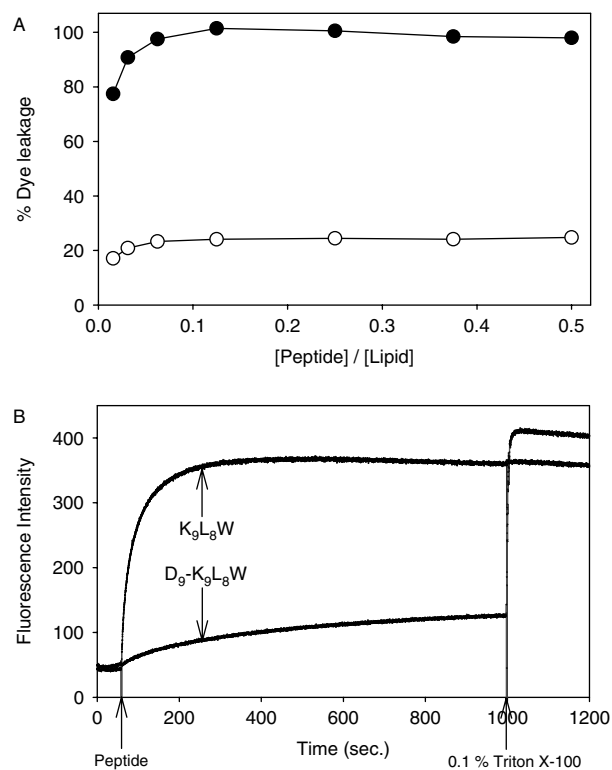 A
100
80
60
40
20
0
% Dye leakage
0.0 0.1 0.2 0.3 0.4 0.5
[Peptide] / [Lipid]
B
400
300
200
100
0
Fluorescence Intensity
K₉L₈W
D₉-K₉L₈W
0 200 400 600 800 1000 1200
Peptide
Time (sec.)
0.1 % Triton X-100